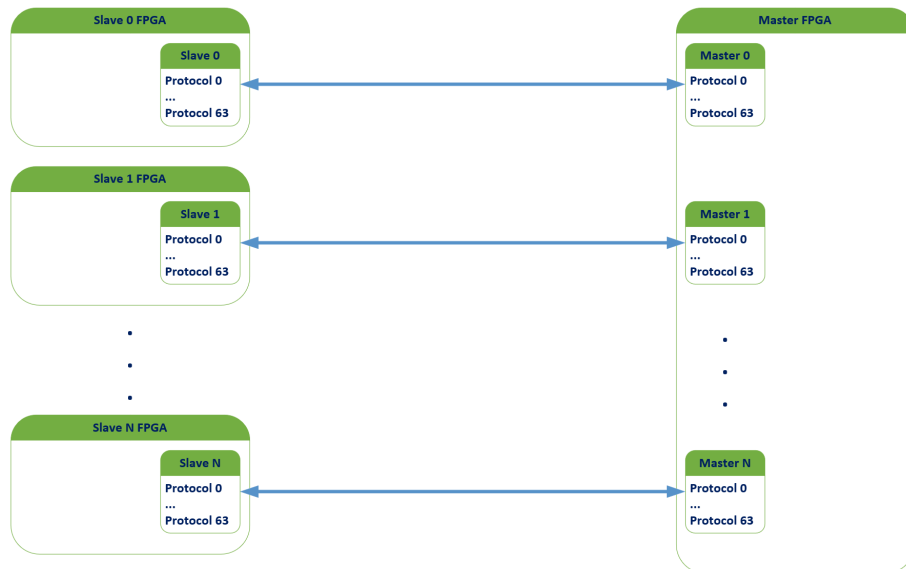 Slave 0 FPGA
Master FPGA
Slave 0
Protocol 0
...
Protocol 63
Master 0
Protocol 0
...
Protocol 63
Slave 1 FPGA
Slave 1
Protocol 0
...
Protocol 63
Master 1
Protocol 0
...
Protocol 63
Slave N FPGA
Slave N
Protocol 0
...
Protocol 63
Master N
Protocol 0
...
Protocol 63